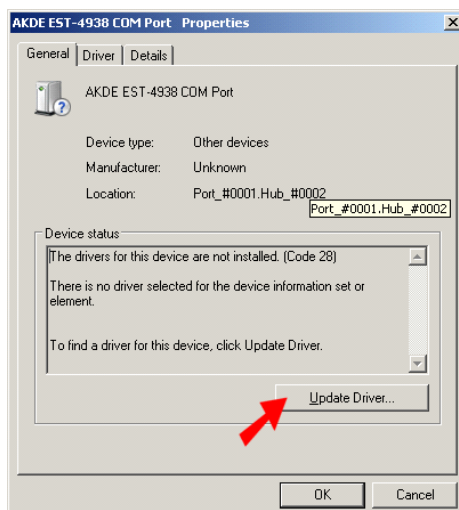 AKDE EST-4938 COM Port Properties
General Driver Details
AKDE EST-4938 COM Port
Device type: Other devices
Manufacturer: Unknown
Location: Port_#0001.Hub_#0002
Port_#0001.Hub_#0002
Device status
The drivers for this device are not installed. (Code 28)
There is no driver selected for the device information set or
element.
To find a driver for this device, click Update Driver.
Update Driver...
OK Cancel